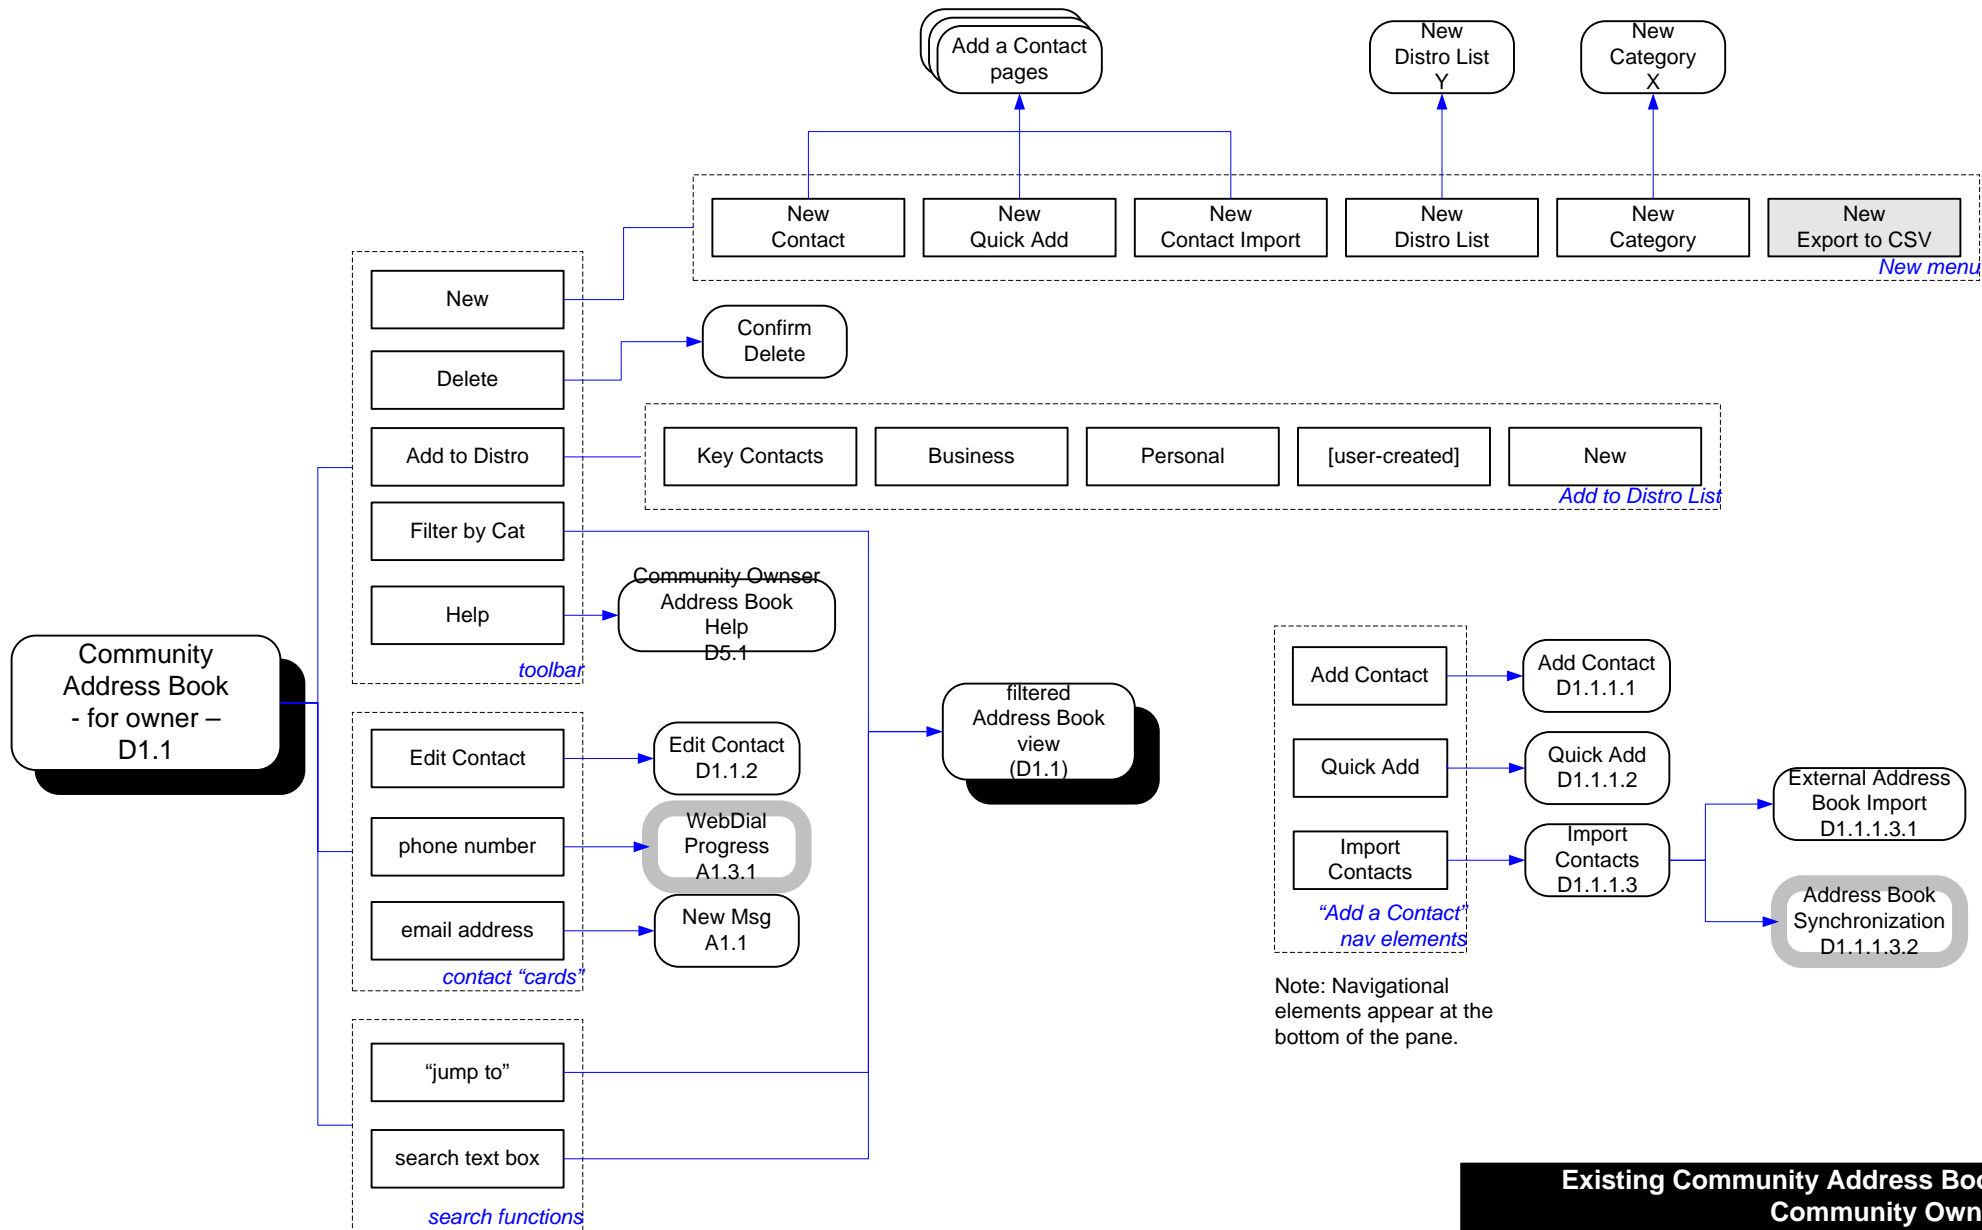 Add a Contact
pages
New
Distro List
Y
New
Category
X
New
Contact
New
Quick Add
New
Contact Import
New
Distro List
New
Category
New
Export to CSV
New menu
New
Delete
Add to Distro
Filter by Cat
Help
toolbar
Confirm
Delete
Key Contacts
Business
Personal
[user-created]
New
Add to Distro List
Community Ownser
Address Book
Help
D5.1
Community
Address Book
- for owner –
D1.1
Edit Contact
phone number
email address
contact “cards”
Edit Contact
D1.1.2
WebDial
Progress
A1.3.1
New Msg
A1.1
filtered
Address Book
view
(D1.1)
“jump to”
search text box
search functions
Add Contact
Quick Add
Import
Contacts
“Add a Contact”
nav elements
Add Contact
D1.1.1.1
Quick Add
D1.1.1.2
Import
Contacts
D1.1.1.3
External Address
Book Import
D1.1.1.3.1
Address Book
Synchronization
D1.1.1.3.2
Note: Navigational
elements appear at the
bottom of the pane.
Existing Community Address Boo
Community Own